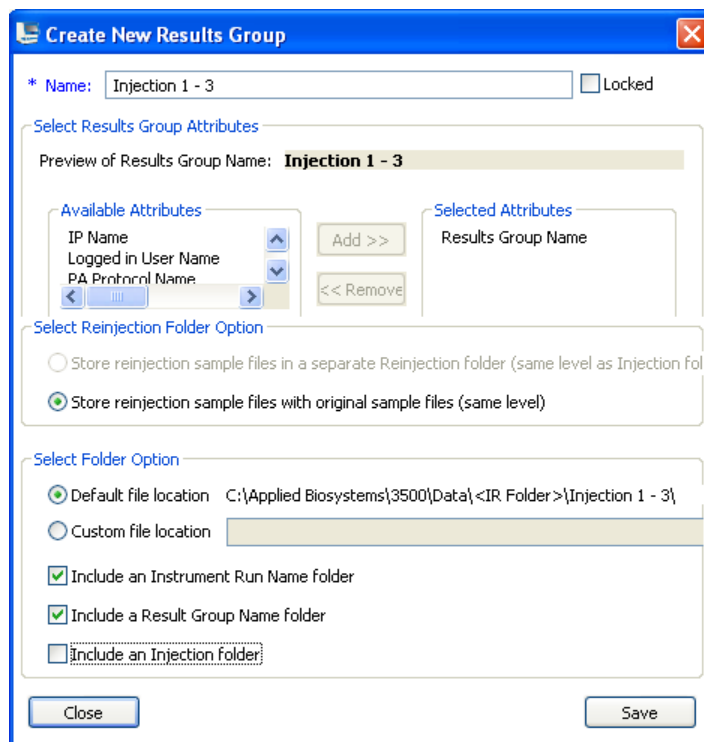 Create New Results Group
* Name: Injection 1 - 3 Locked
Select Results Group Attributes
Preview of Results Group Name: Injection 1 - 3
Available Attributes Selected Attributes
IP Name Add >> Results Group Name
Logged in User Name
PA Protocol Name << Remove
Select Reinjection Folder Option
Store reinjection sample files in a separate Reinjection folder (same level as Injection fol
Store reinjection sample files with original sample files (same level)
Select Folder Option
Default file location C:\Applied Biosystems\3500\Data\<IR Folder>\Injection 1 - 3\
Custom file location
Include an Instrument Run Name folder
Include a Result Group Name folder
Include an Injection folder
Close Save